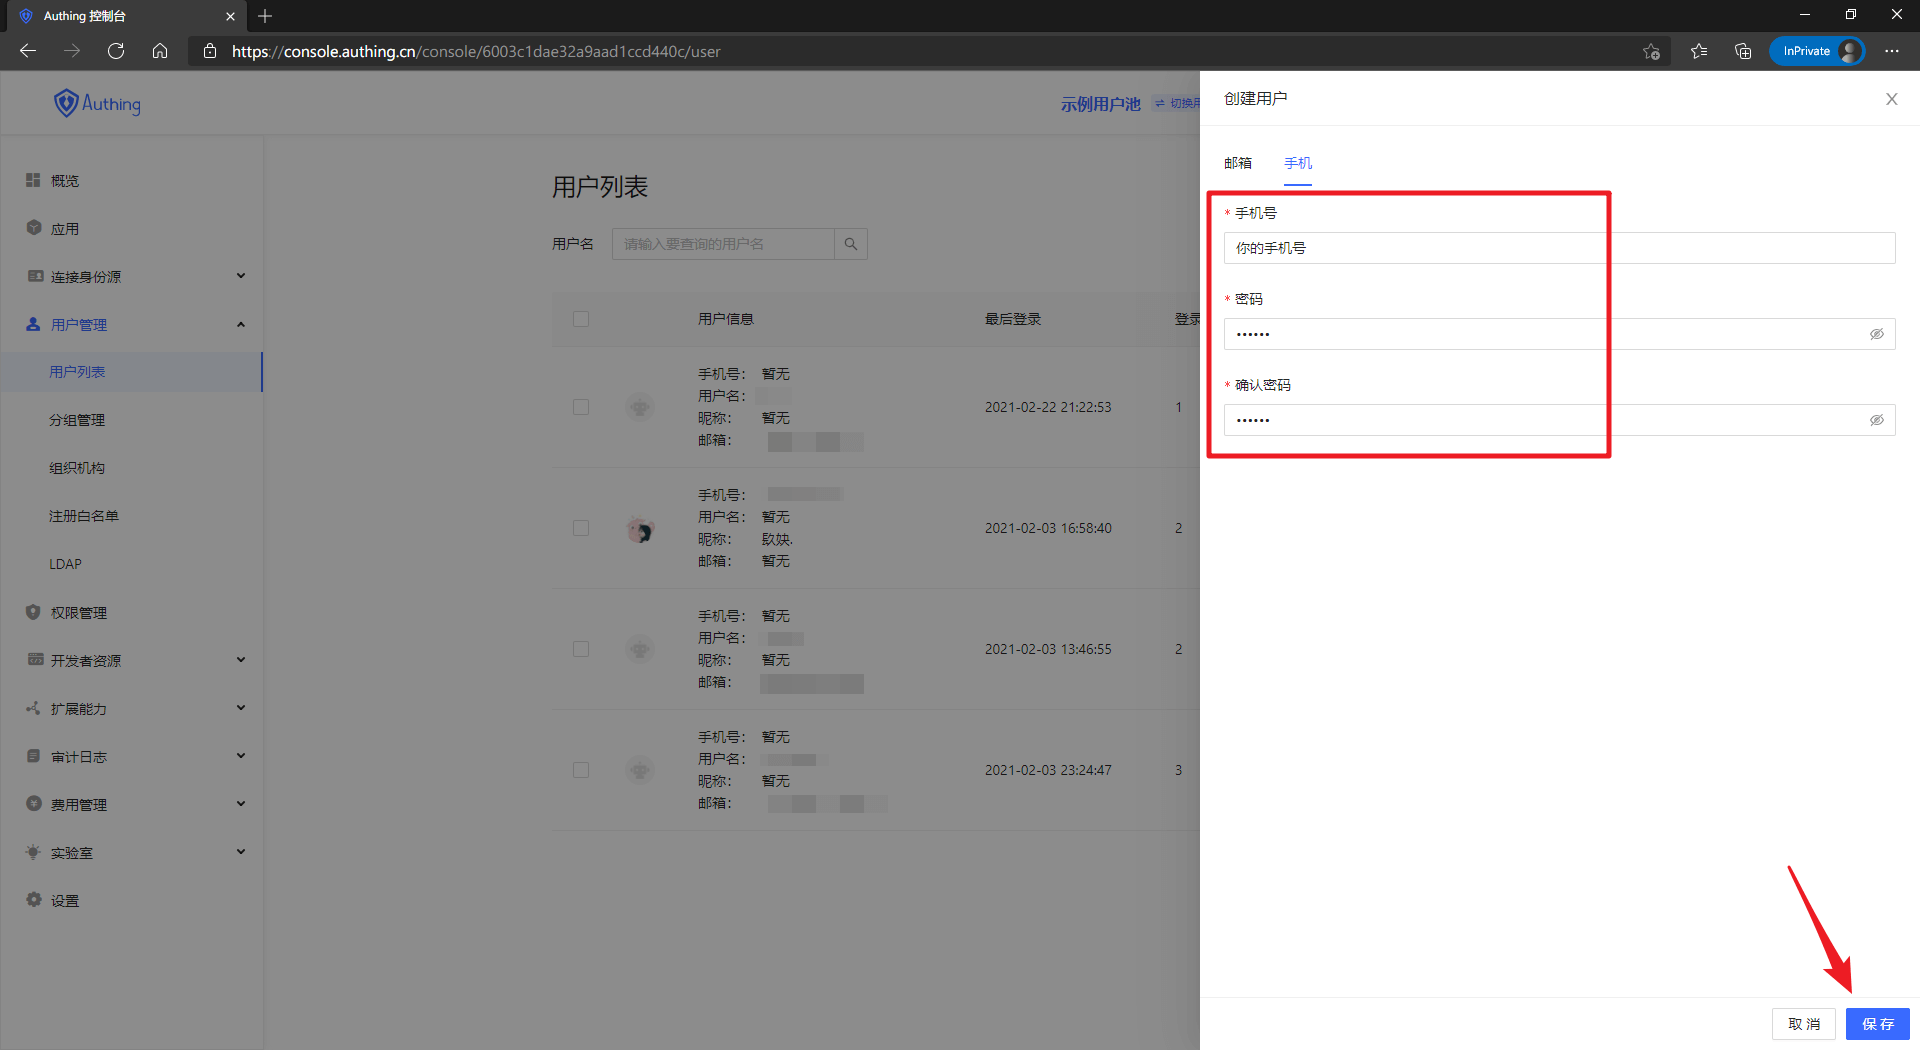 Authing 控制台
https://console.authing.cn/console/6003c1dae32a9aad1ccd440c/user
InPrivate
Authing
示例用户池
切换用
概览
应用
连接身份源
用户管理
用户列表
分组管理
组织机构
注册白名单
LDAP
权限管理
开发者资源
扩展能力
审计日志
费用管理
实验室
设置
用户列表
用户名
请输入要查询的用户名
用户信息
最后登录
登录
手机号： 暂无
用户名：
昵称： 暂无
邮箱：
2021-02-22 21:22:53
1
手机号：
用户名： 暂无
昵称：
邮箱： 暂无
2021-02-03 16:58:40
2
手机号： 暂无
用户名：
昵称： 暂无
邮箱：
2021-02-03 13:46:55
2
手机号： 暂无
用户名：
昵称： 暂无
邮箱：
2021-02-03 23:24:47
3
创建用户
邮箱
手机
* 手机号
你的手机号
* 密码
••••••
* 确认密码
••••••
取 消
保 存